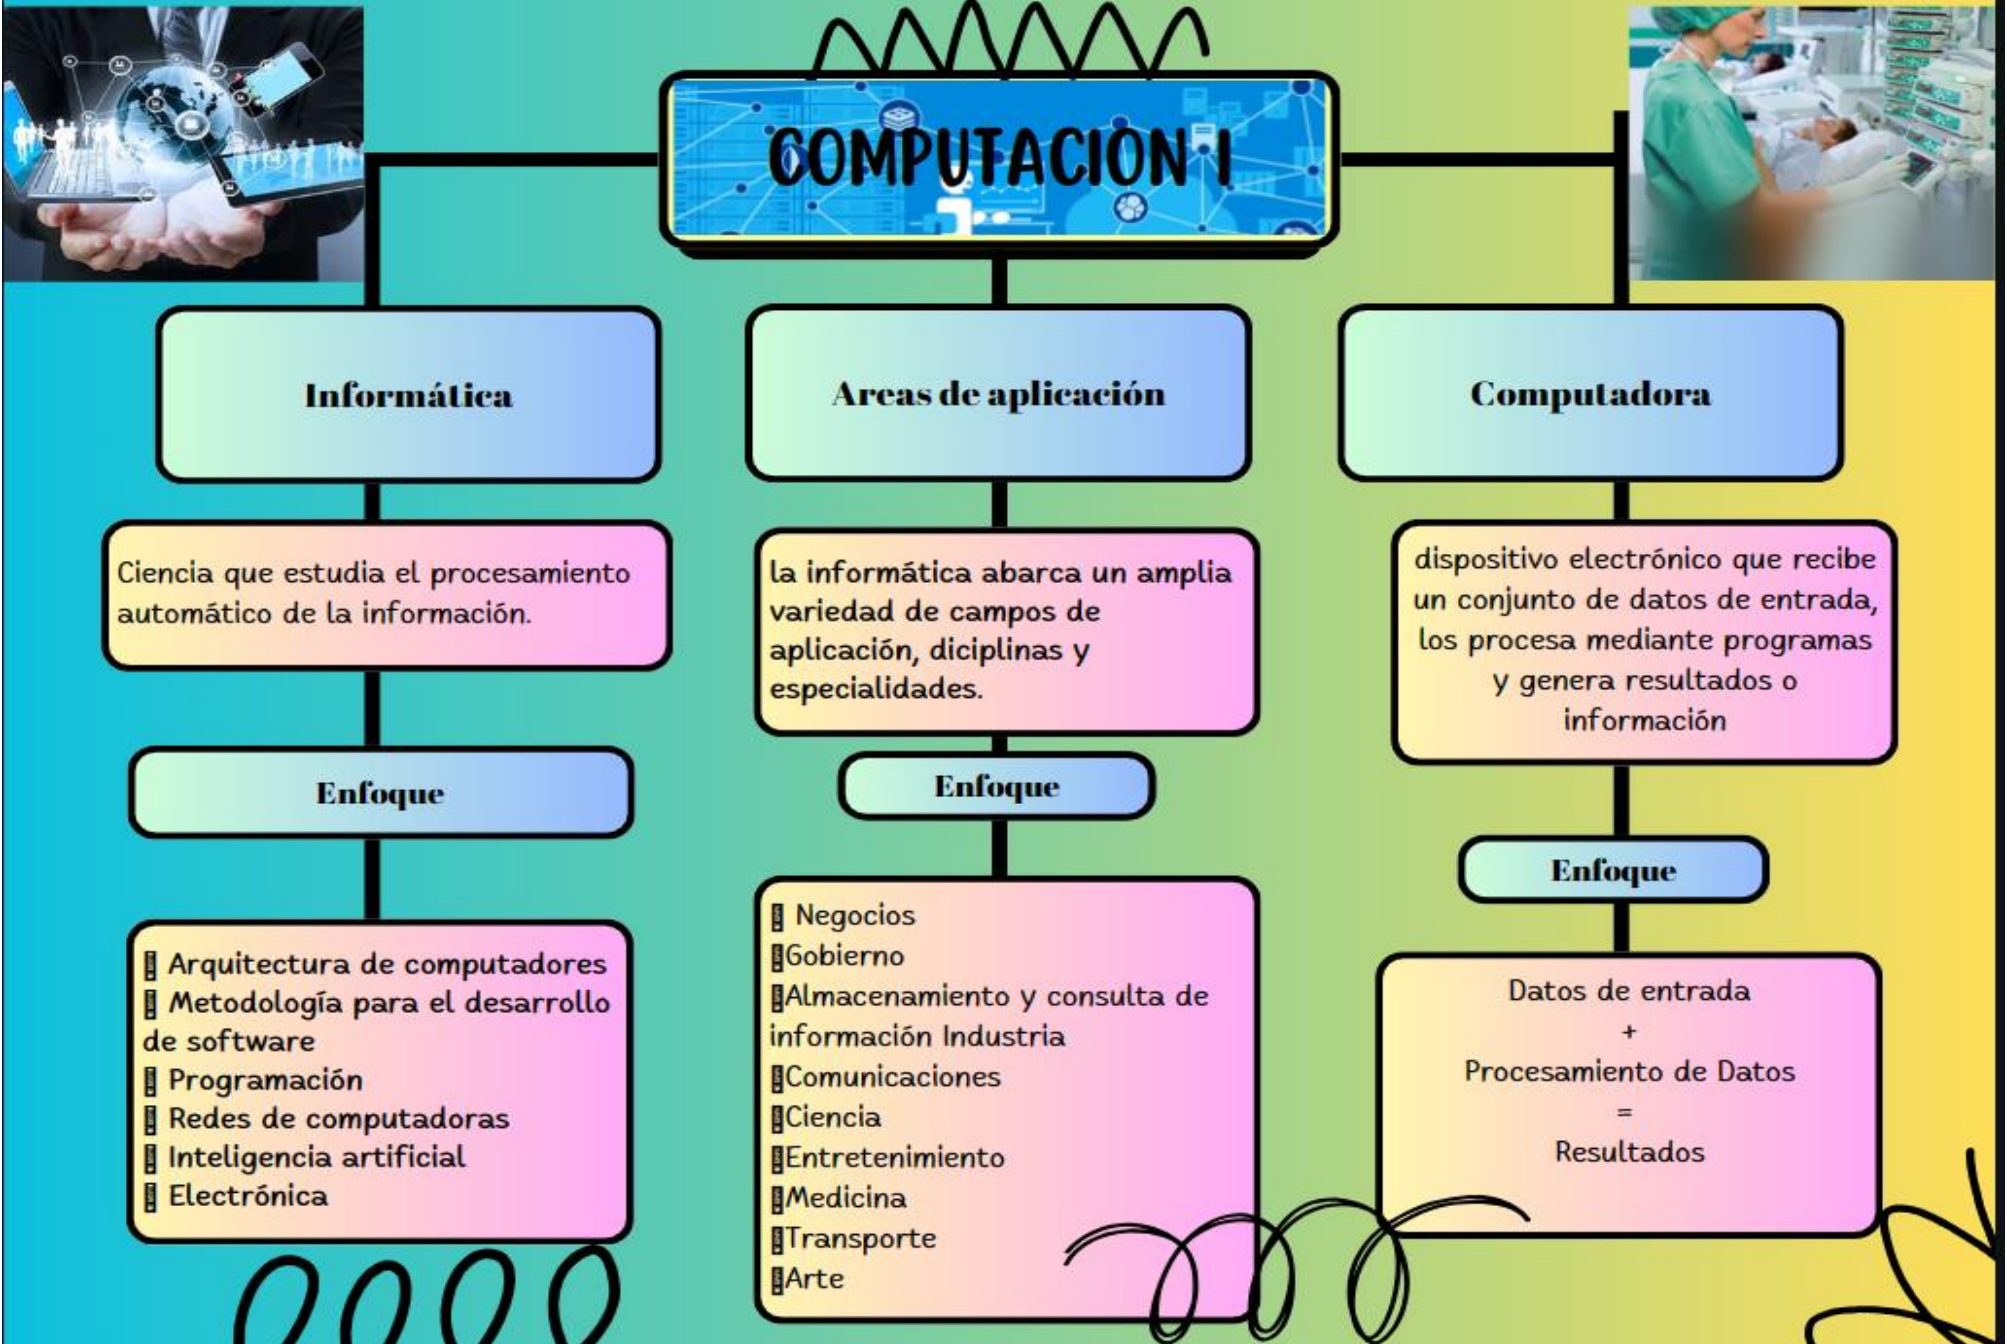 COMPUTACION I
Informática
Ciencia que estudia el procesamiento
automático de la información.
Enfoque
Arquitectura de computadores
Metodología para el desarrollo
de software
Programación
Redes de computadoras
Inteligencia artificial
Electrónica
Areas de aplicación
la informática abarca un amplia
variedad de campos de
aplicación, diciplinas y
especialidades.
Enfoque
Negocios
Gobierno
Almacenamiento y consulta de
información Industria
Comunicaciones
Ciencia
Entretenimiento
Medicina
Transporte
Arte
Computadora
dispositivo electrónico que recibe
un conjunto de datos de entrada,
los procesa mediante programas
y genera resultados o
información
Enfoque
Datos de entrada
+
Procesamiento de Datos
=
Resultados